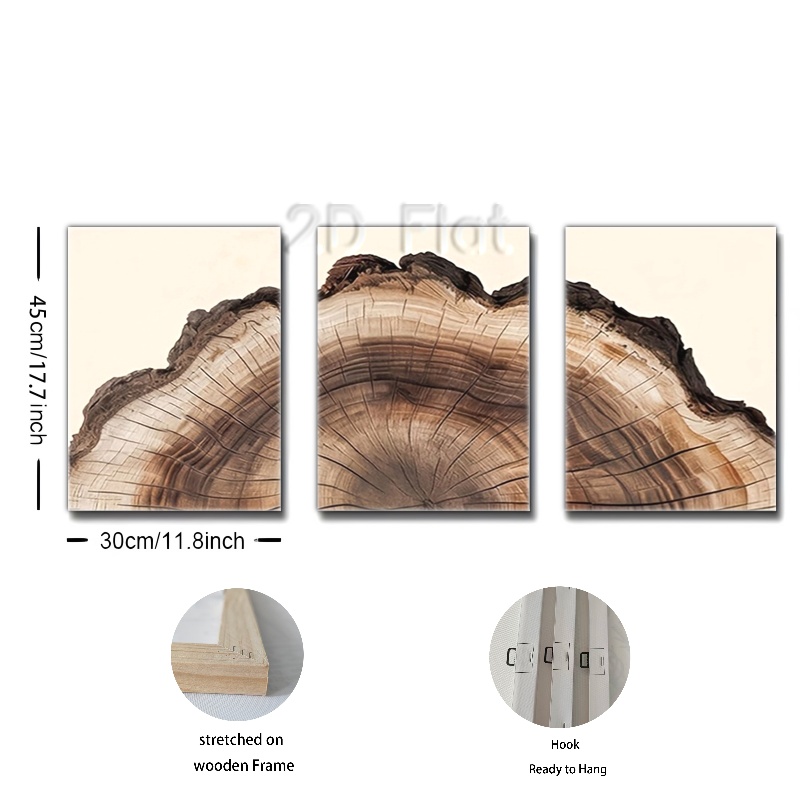 2D Flat
45cm/17.7inch
30cm/11.8inch
stretched on
wooden Frame
Hook
Ready to Hang